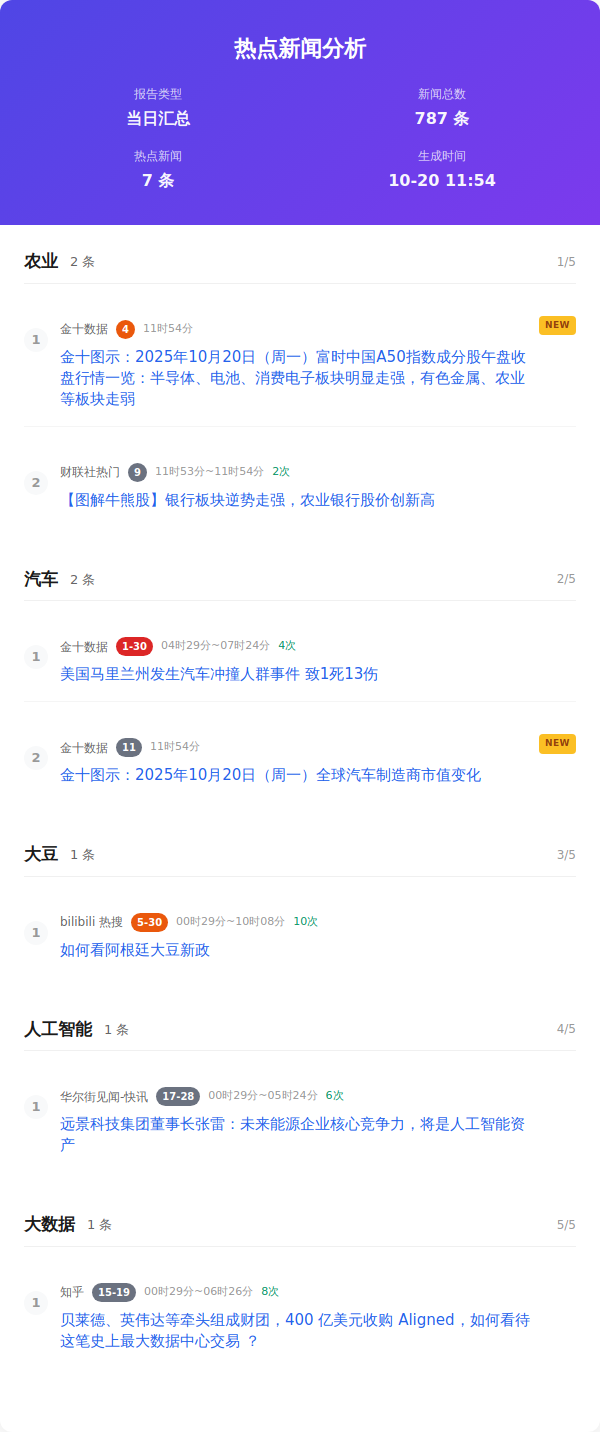 热点新闻分析
报告类型
新闻总数
当日汇总
787 条
热点新闻
生成时间
7 条
10-20 11:54
农业 2 条 1/5
1
金十数据 4 11时54分 NEW
金十图示：2025年10月20日（周一）富时中国A50指数成分股午盘收
盘行情一览：半导体、电池、消费电子板块明显走强，有色金属、农业
等板块走弱
2
财联社热门 9 11时53分~11时54分 2次
【图解牛熊股】银行板块逆势走强，农业银行股价创新高
汽车 2 条 2/5
1
金十数据 1-30 04时29分~07时24分 4次
美国马里兰州发生汽车冲撞人群事件 致1死13伤
2
金十数据 11 11时54分 NEW
金十图示：2025年10月20日（周一）全球汽车制造商市值变化
大豆 1 条 3/5
1
bilibili 热搜 5-30 00时29分~10时08分 10次
如何看阿根廷大豆新政
人工智能 1 条 4/5
1
华尔街见闻-快讯 17-28 00时29分~05时24分 6次
远景科技集团董事长张雷：未来能源企业核心竞争力，将是人工智能资
产
大数据 1 条 5/5
1
知乎 15-19 00时29分~06时26分 8次
贝莱德、英伟达等牵头组成财团，400 亿美元收购 Aligned，如何看待
这笔史上最大数据中心交易 ？